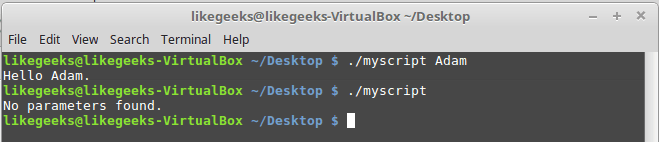 likegeeks@likegeeks-VirtualBox ~/Desktop
File Edit View Search Terminal Help
likegeeks@likegeeks-VirtualBox ~/Desktop $ ./myscript Adam
Hello Adam.
likegeeks@likegeeks-VirtualBox ~/Desktop $ ./myscript
No parameters found.
likegeeks@likegeeks-VirtualBox ~/Desktop $